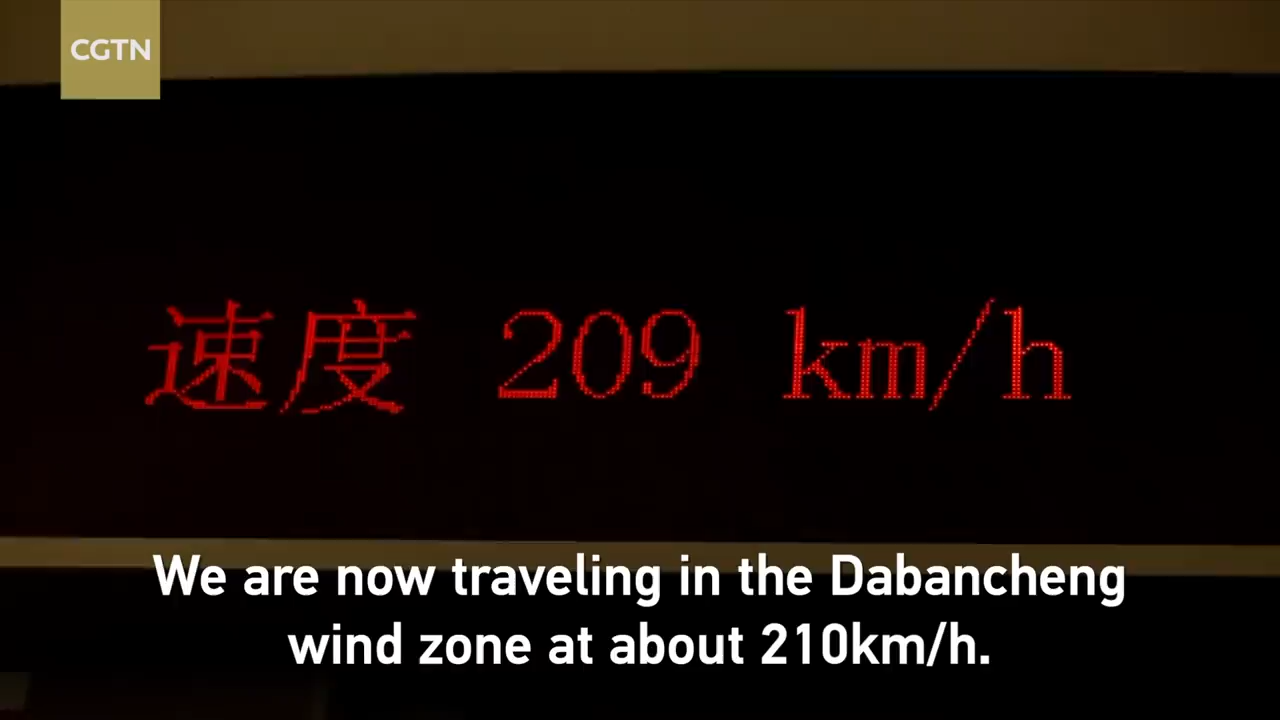 CGTN
速度 209 km/h
We are now traveling in the Dabancheng
wind zone at about 210km/h.